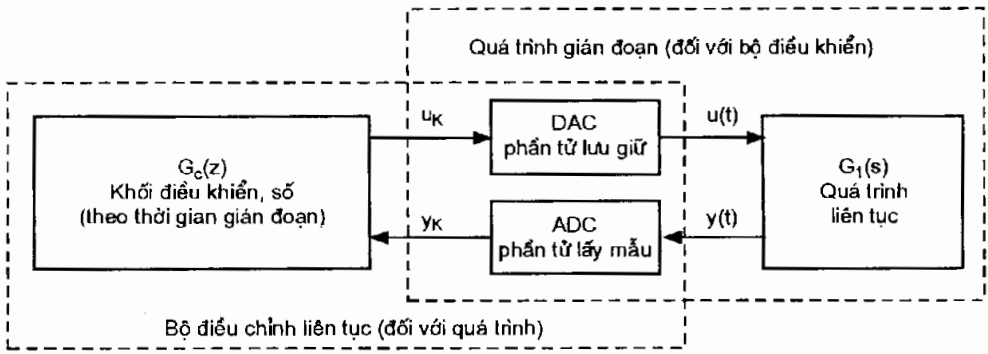 Quá trình gián đoạn (đối với bộ điều khiển)
G_c(z)
Khối điều khiển, số
(theo thời gian gián đoạn)
u_K
DAC
phần tử lưu giữ
u(t)
G_1(s)
Quá trình
liên tục
y_K
ADC
phần tử lấy mẫu
y(t)
Bộ điều chỉnh liên tục (đối với quá trình)